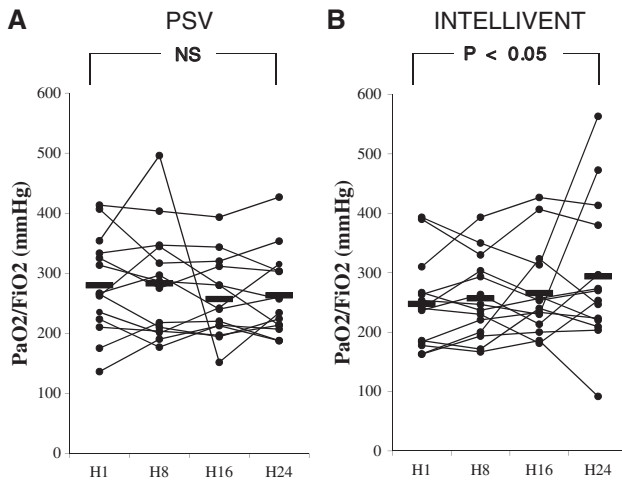 A PSV
NS
PaO2/FiO2 (mmHg)
600
500
400
300
200
100
0
H1 H8 H16 H24
B INTELLIVENT
P < 0.05
PaO2/FiO2 (mmHg)
600
500
400
300
200
100
0
H1 H8 H16 H24